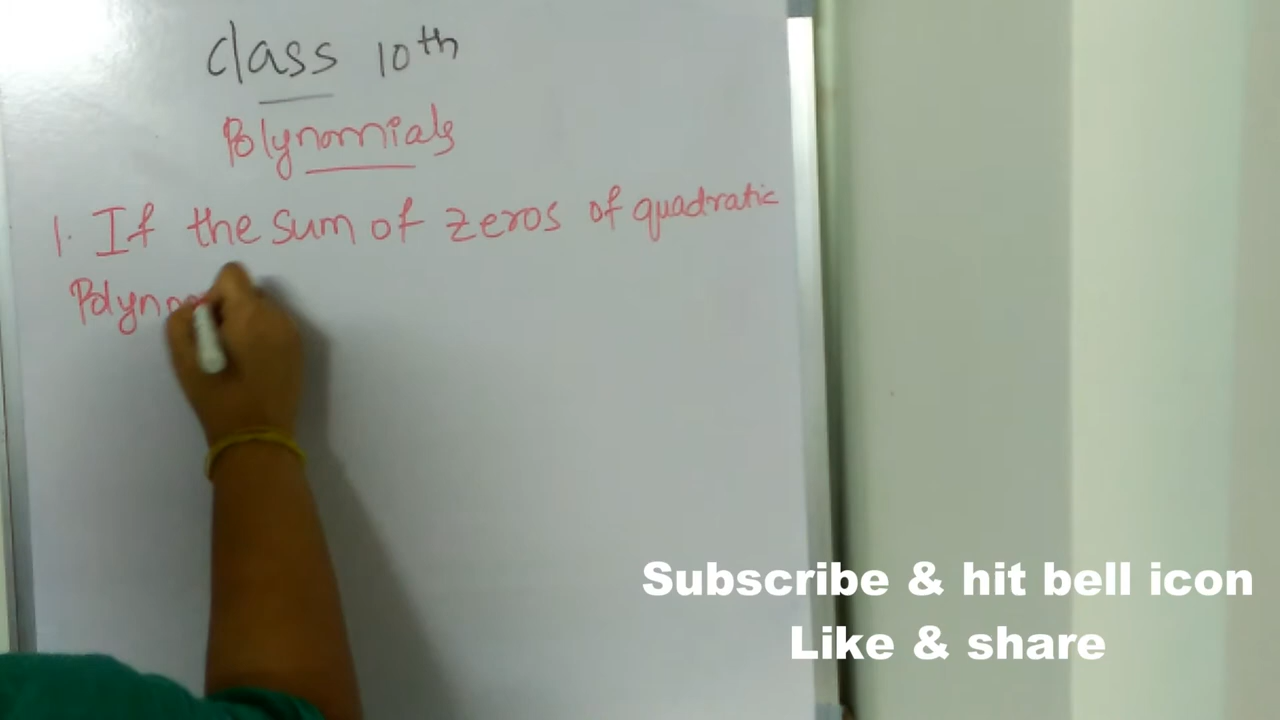 class 10th
Polynomials
1. If the sum of zeros of quadratic
Subscribe & hit bell icon
Like & share